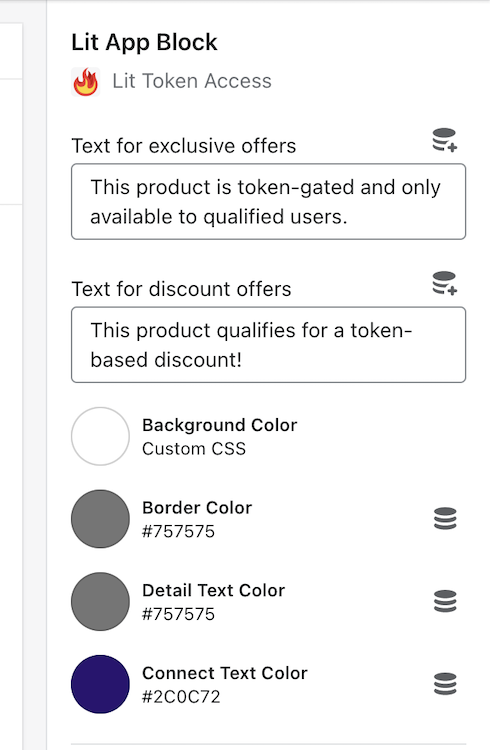 Lit App Block
Lit Token Access
Text for exclusive offers
This product is token-gated and only
available to qualified users.
Text for discount offers
This product qualifies for a token-
based discount!
Background Color
Custom CSS
Border Color
#757575
Detail Text Color
#757575
Connect Text Color
#2C0C72